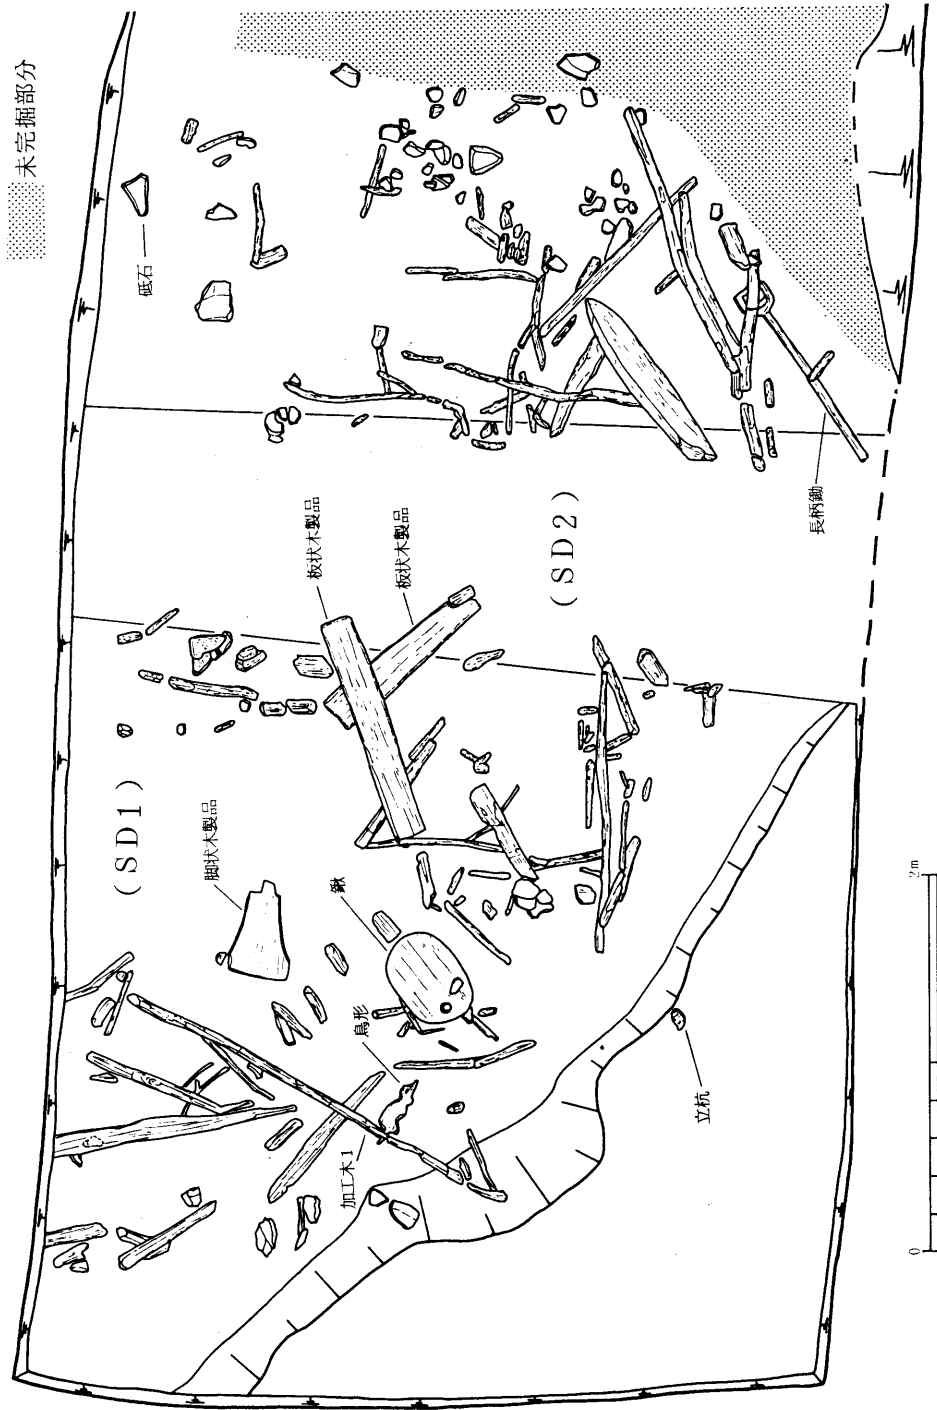 未完掘部分
砥石
板状木製品
板状木製品
(SD2)
長柄鋤
(SD1)
脚状木製品
鍬
鳥形
加工木1
立杭
0
2m